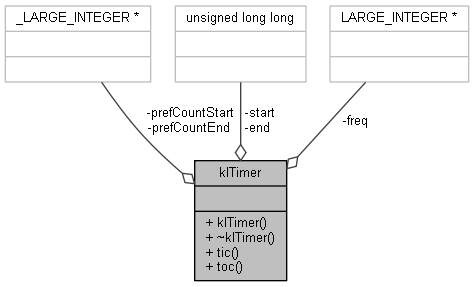 _LARGE_INTEGER *
unsigned long long
LARGE_INTEGER *
-prefCountStart
-prefCountEnd
-start
-end
-freq
klTimer
+ klTimer()
+ ~klTimer()
+ tic()
+ toc()